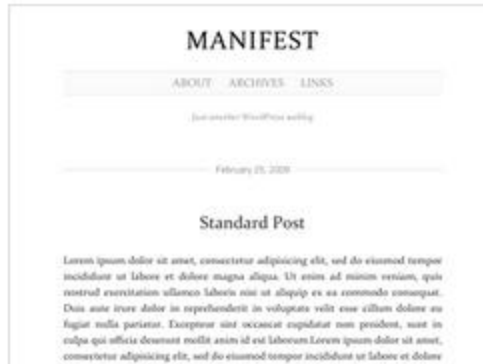 MANIFEST
ABOUT ARCHIVES LINKS
Just another WordPress weblog
February 25, 2009
Standard Post
Lorem ipsum dolor sit amet, consectetur adipisicing elit, sed do eiusmod tempor
incididunt ut labore et dolore magna aliqua. Ut enim ad minim veniam, quis
nostrud exercitation ullamco laboris nisi ut aliquip ex ea commodo consequat.
Duis aute irure dolor in reprehenderit in voluptate velit esse cillum dolore eu
fugiat nulla pariatur. Excepteur sint occaecat cupidatat non proident, sunt in
culpa qui officia deserunt mollit anim id est laborum Lorem ipsum dolor sit amet,
consectetur adipisicing elit, sed do eiusmod tempor incididunt ut labore et dolore